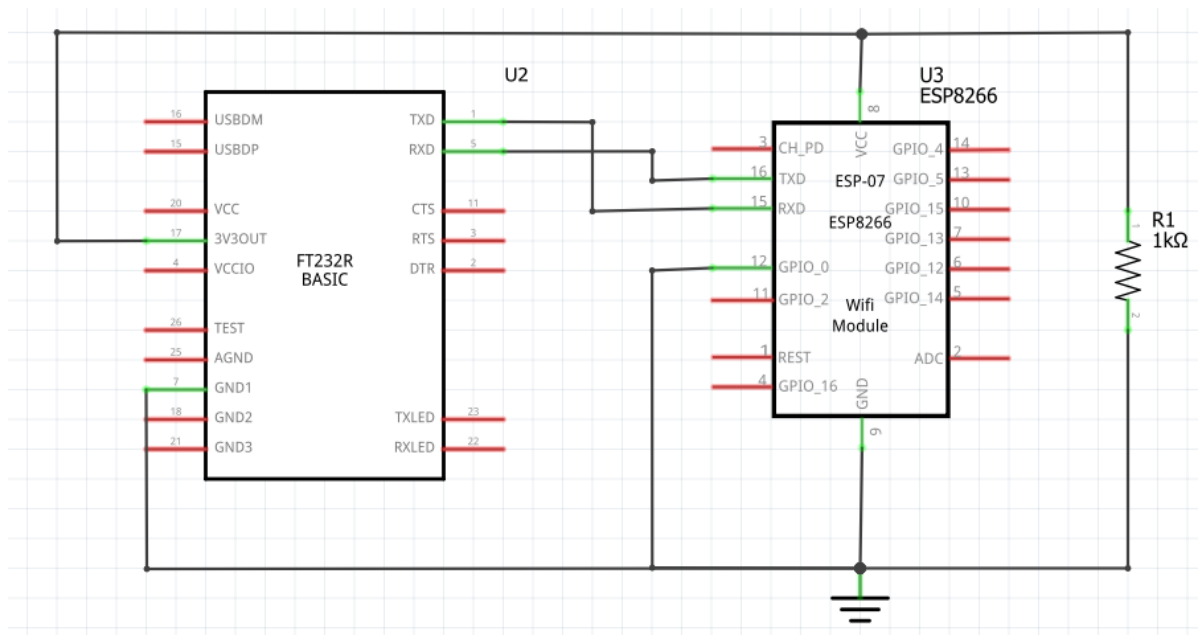 U2
16 USBDM TXD 1
15 USBDP RXD 5
20 VCC CTS 11
17 3V3OUT RTS 3
4 VCCIO DTR 2
FT232R
BASIC
26 TEST
25 AGND
7 GND1
18 GND2 TXLED 23
21 GND3 RXLED 22
U3
ESP8266
8
VCC
3 CH_PD GPIO_4 14
16 TXD ESP-07 GPIO_5 13
15 RXD GPIO_15 10
ESP8266
GPIO_13 7
12 GPIO_0 GPIO_12 6
11 GPIO_2 GPIO_14 5
Wifi
Module
1 REST ADC 2
4 GPIO_16
GND
9
R1
1kΩ
1
2